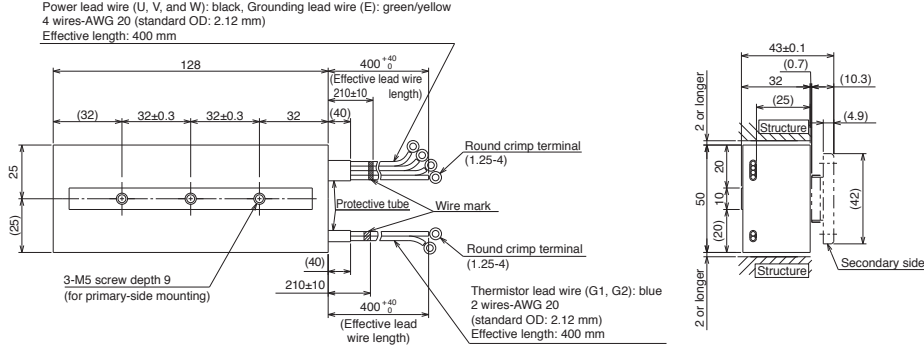 Power lead wire (U, V, and W): black, Grounding lead wire (E): green/yellow
4 wires-AWG 20 (standard OD: 2.12 mm)
Effective length: 400 mm
128
400 +40 0
(Effective lead wire length)
210±10
(32)
32±0.3
32±0.3
32
(40)
Round crimp terminal
(1.25-4)
25
(25)
Protective tube
Wire mark
Round crimp terminal
(1.25-4)
3-M5 screw depth 9
(for primary-side mounting)
(40)
210±10
400 +40 0
(Effective lead
wire length)
Thermistor lead wire (G1, G2): blue
2 wires-AWG 20
(standard OD: 2.12 mm)
Effective length: 400 mm
43±0.1
(0.7)
32
(10.3)
(25)
(4.9)
2 or longer
Structure
50
20
10
(20)
(42)
Secondary side
Structure
2 or longer